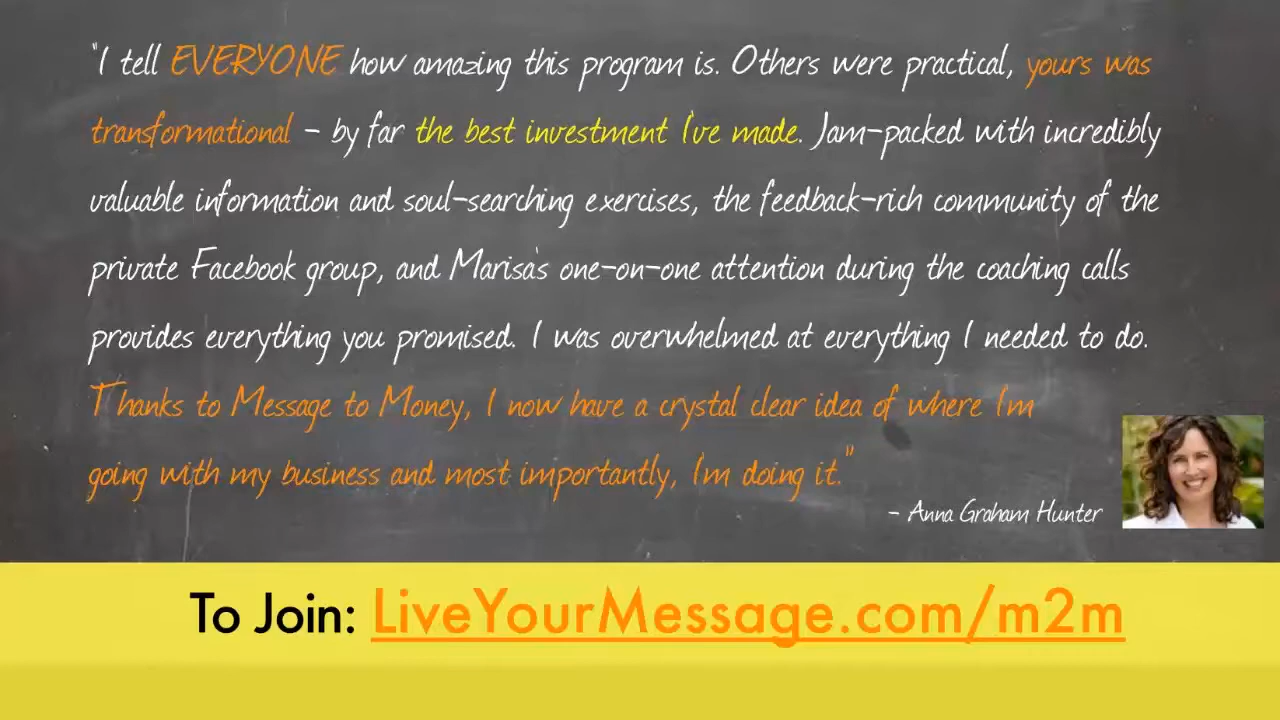 "I tell EVERYONE how amazing this program is. Others were practical, yours was
transformational - by far the best investment I've made. Jam-packed with incredibly
valuable information and soul-searching exercises, the feedback-rich community of the
private Facebook group, and Marisa's one-on-one attention during the coaching calls
provides everything you promised. I was overwhelmed at everything I needed to do.
Thanks to Message to Money, I now have a crystal clear idea of where I'm
going with my business and most importantly, I'm doing it."
- Anna Graham Hunter
To Join: LiveYourMessage.com/m2m